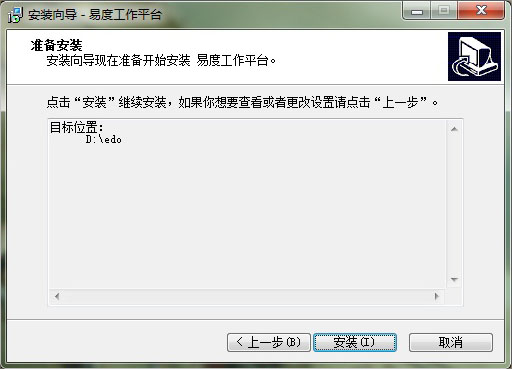 安装向导 - 易度工作平台
准备安装
安装向导现在准备开始安装 易度工作平台。
点击“安装”继续安装，如果你想要查看或者更改设置请点击“上一步”。
目标位置：
D:\edo
< 上一步(B)
安装(I)
取消